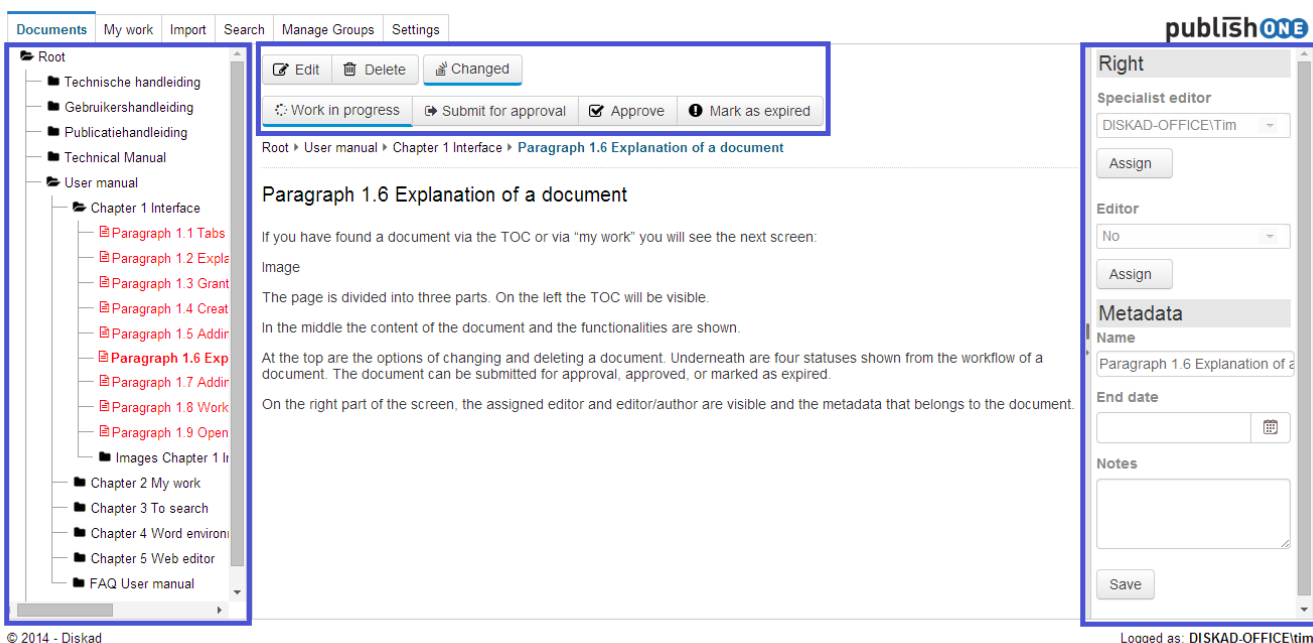 Documents My work Import Search Manage Groups Settings
publishONE
Root
Technische handleiding
Gebruikershandleiding
Publicatiehandleiding
Technical Manual
User manual
Chapter 1 Interface
Paragraph 1.1 Tabs
Paragraph 1.2 Expla
Paragraph 1.3 Grant
Paragraph 1.4 Creat
Paragraph 1.5 Addin
Paragraph 1.6 Exp
Paragraph 1.7 Addin
Paragraph 1.8 Work
Paragraph 1.9 Open
Images Chapter 1 In
Chapter 2 My work
Chapter 3 To search
Chapter 4 Word environ
Chapter 5 Web editor
FAQ User manual
Edit Delete Changed
Work in progress Submit for approval Approve Mark as expired
Root User manual Chapter 1 Interface Paragraph 1.6 Explanation of a document
Paragraph 1.6 Explanation of a document
If you have found a document via the TOC or via “my work” you will see the next screen:
Image
The page is divided into three parts. On the left the TOC will be visible.
In the middle the content of the document and the functionalities are shown.
At the top are the options of changing and deleting a document. Underneath are four statuses shown from the workflow of a
document. The document can be submitted for approval, approved, or marked as expired.
On the right part of the screen, the assigned editor and editor/author are visible and the metadata that belongs to the document.
Right
Specialist editor
DISKAD-OFFICE\Tim
Assign
Editor
No
Assign
Metadata
Name
Paragraph 1.6 Explanation of a
End date
Notes
Save
© 2014 - Diskad
Logged as: DISKAD-OFFICE\tim